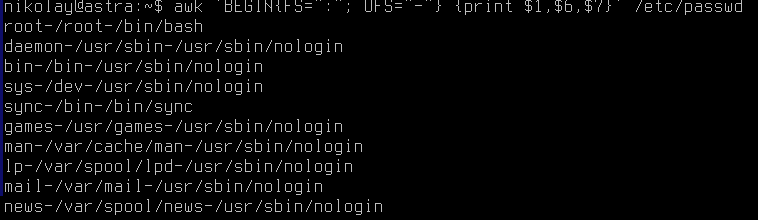 nikolay@astra:~$ awk 'BEGIN{FS=":"; OFS="-"} {print $1,$6,$7}' /etc/passwd
root-/root-/bin/bash
daemon-/usr/sbin-/usr/sbin/nologin
bin-/bin-/usr/sbin/nologin
sys-/dev-/usr/sbin/nologin
sync-/bin-/bin/sync
games-/usr/games-/usr/sbin/nologin
man-/var/cache/man-/usr/sbin/nologin
lp-/var/spool/lpd-/usr/sbin/nologin
mail-/var/mail-/usr/sbin/nologin
news-/var/spool/news-/usr/sbin/nologin